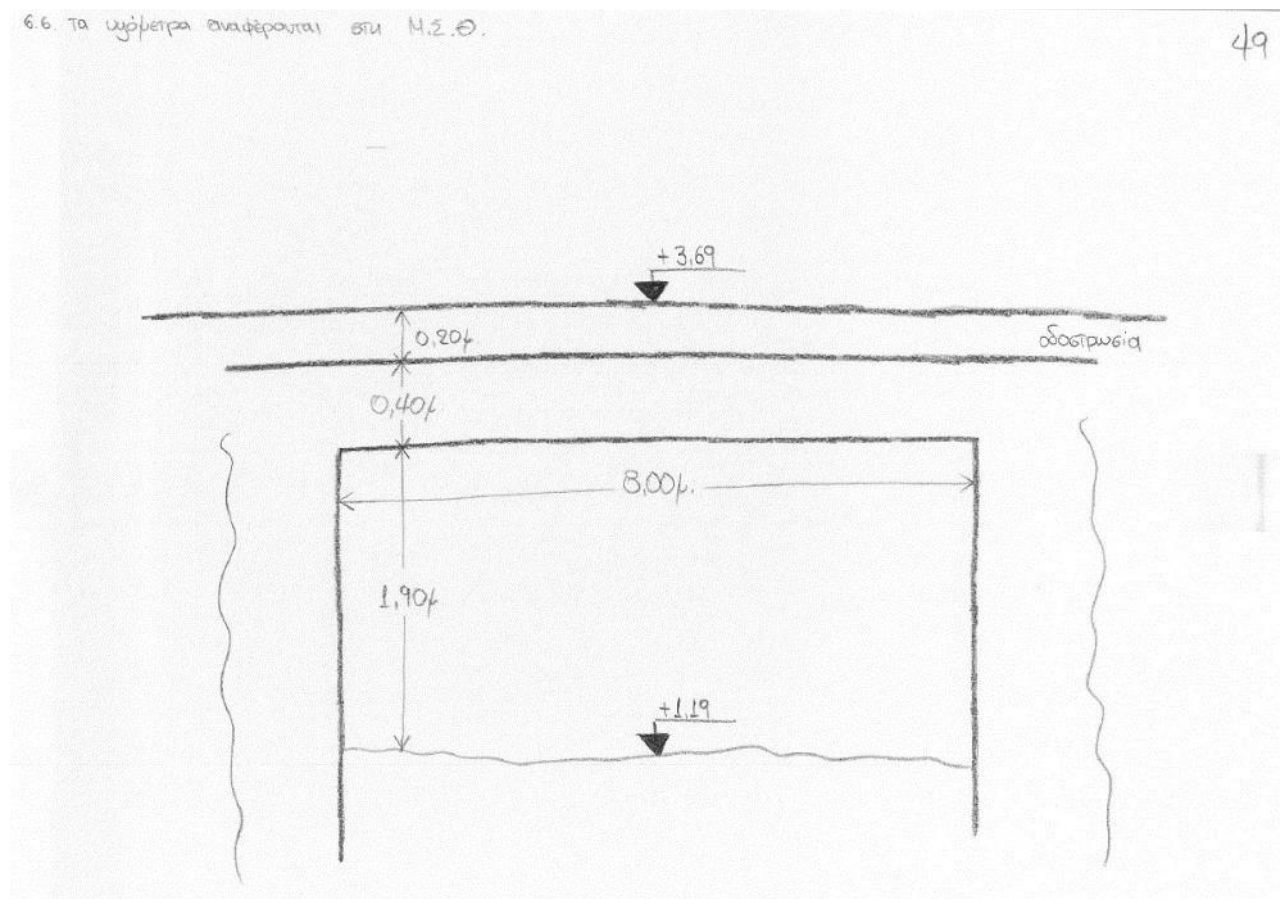 6.6. Τα υψόμετρα αναφέρονται στη Μ.Σ.Θ.
49
+3,69
0,20μ
οδοστρωσία
0,40μ
8,00μ.
1,90μ
+1,19